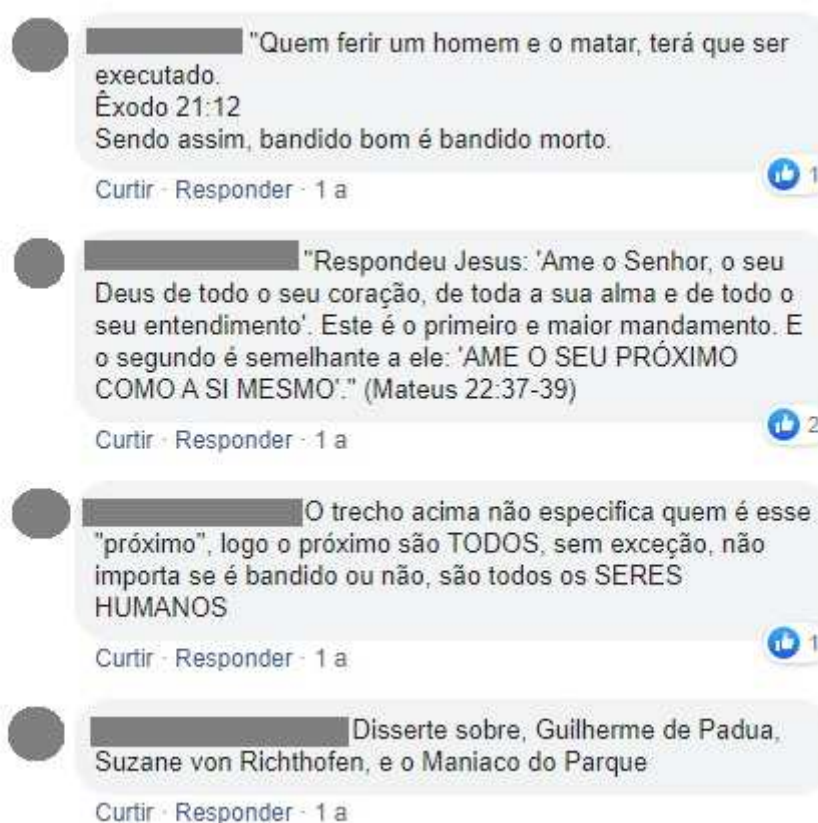 "Quem ferir um homem e o matar, terá que ser
executado.
Êxodo 21:12
Sendo assim, bandido bom é bandido morto.
1
Curtir · Responder · 1 a
"Respondeu Jesus: 'Ame o Senhor, o seu
Deus de todo o seu coração, de toda a sua alma e de todo o
seu entendimento'. Este é o primeiro e maior mandamento. E
o segundo é semelhante a ele: 'AME O SEU PRÓXIMO
COMO A SI MESMO'." (Mateus 22:37-39)
2
Curtir · Responder · 1 a
O trecho acima não especifica quem é esse
"próximo", logo o próximo são TODOS, sem exceção, não
importa se é bandido ou não, são todos os SERES
HUMANOS
1
Curtir · Responder · 1 a
Disserte sobre, Guilherme de Padua,
Suzane von Richthofen, e o Maniaco do Parque
Curtir · Responder · 1 a